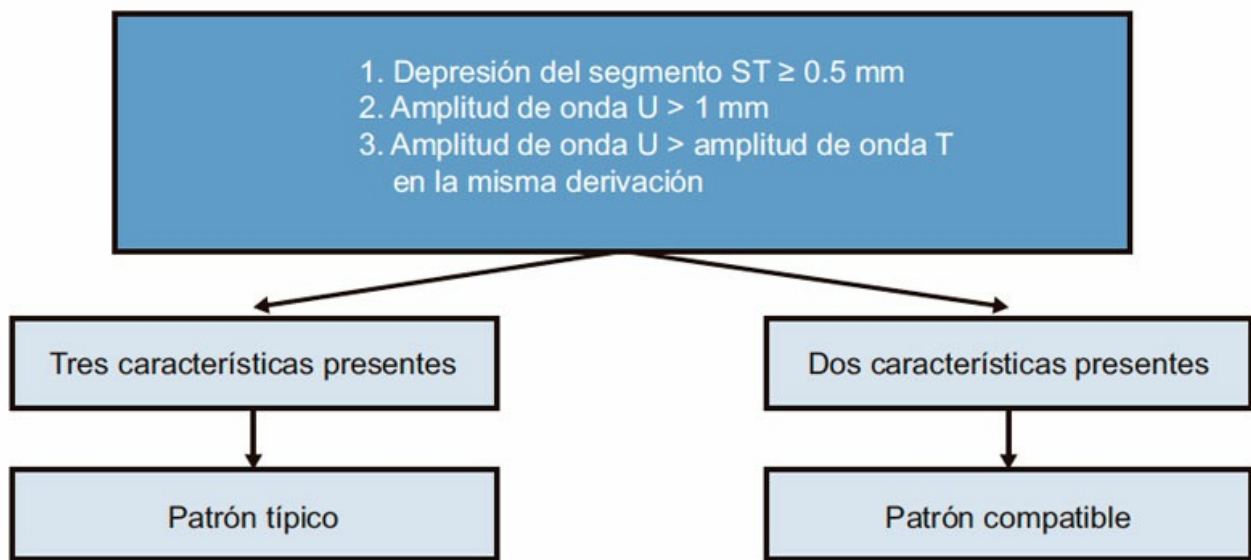 1. Depresión del segmento ST ≥ 0.5 mm
2. Amplitud de onda U > 1 mm
3. Amplitud de onda U > amplitud de onda T
en la misma derivación
Tres características presentes
Dos características presentes
Patrón típico
Patrón compatible